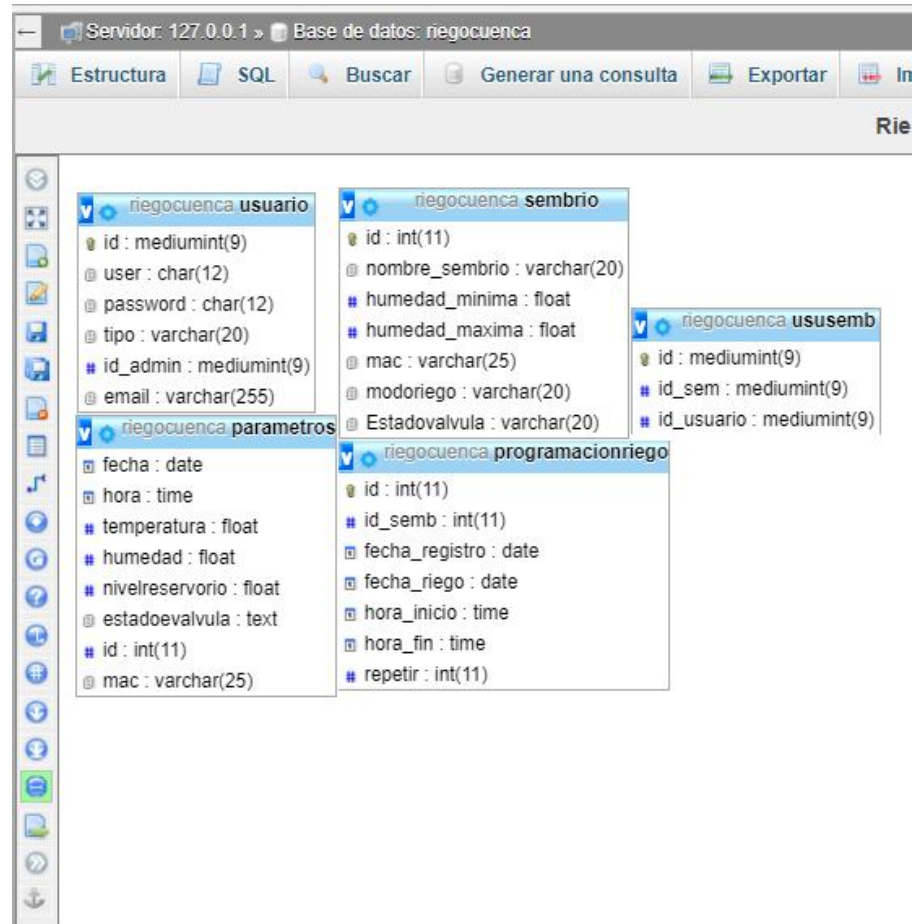 Servidor: 127.0.0.1 » Base de datos: riegocuenca
Estructura SQL Buscar Generar una consulta Exportar Im
Rie
riegocuenca usuario
id : mediumint(9)
user : char(12)
password : char(12)
tipo : varchar(20)
id_admin : mediumint(9)
email : varchar(255)
riegocuenca sembrio
id : int(11)
nombre_sembrio : varchar(20)
humedad_minima : float
humedad_maxima : float
mac : varchar(25)
modoriego : varchar(20)
Estadovalvula : varchar(20)
riegocuenca ususemb
id : mediumint(9)
id_sem : mediumint(9)
id_usuario : mediumint(9)
riegocuenca parametros
fecha : date
hora : time
temperatura : float
humedad : float
nivelreservorio : float
estadoevalvula : text
id : int(11)
mac : varchar(25)
riegocuenca programacionriego
id : int(11)
id_semb : int(11)
fecha_registro : date
fecha_riego : date
hora_inicio : time
hora_fin : time
repetir : int(11)